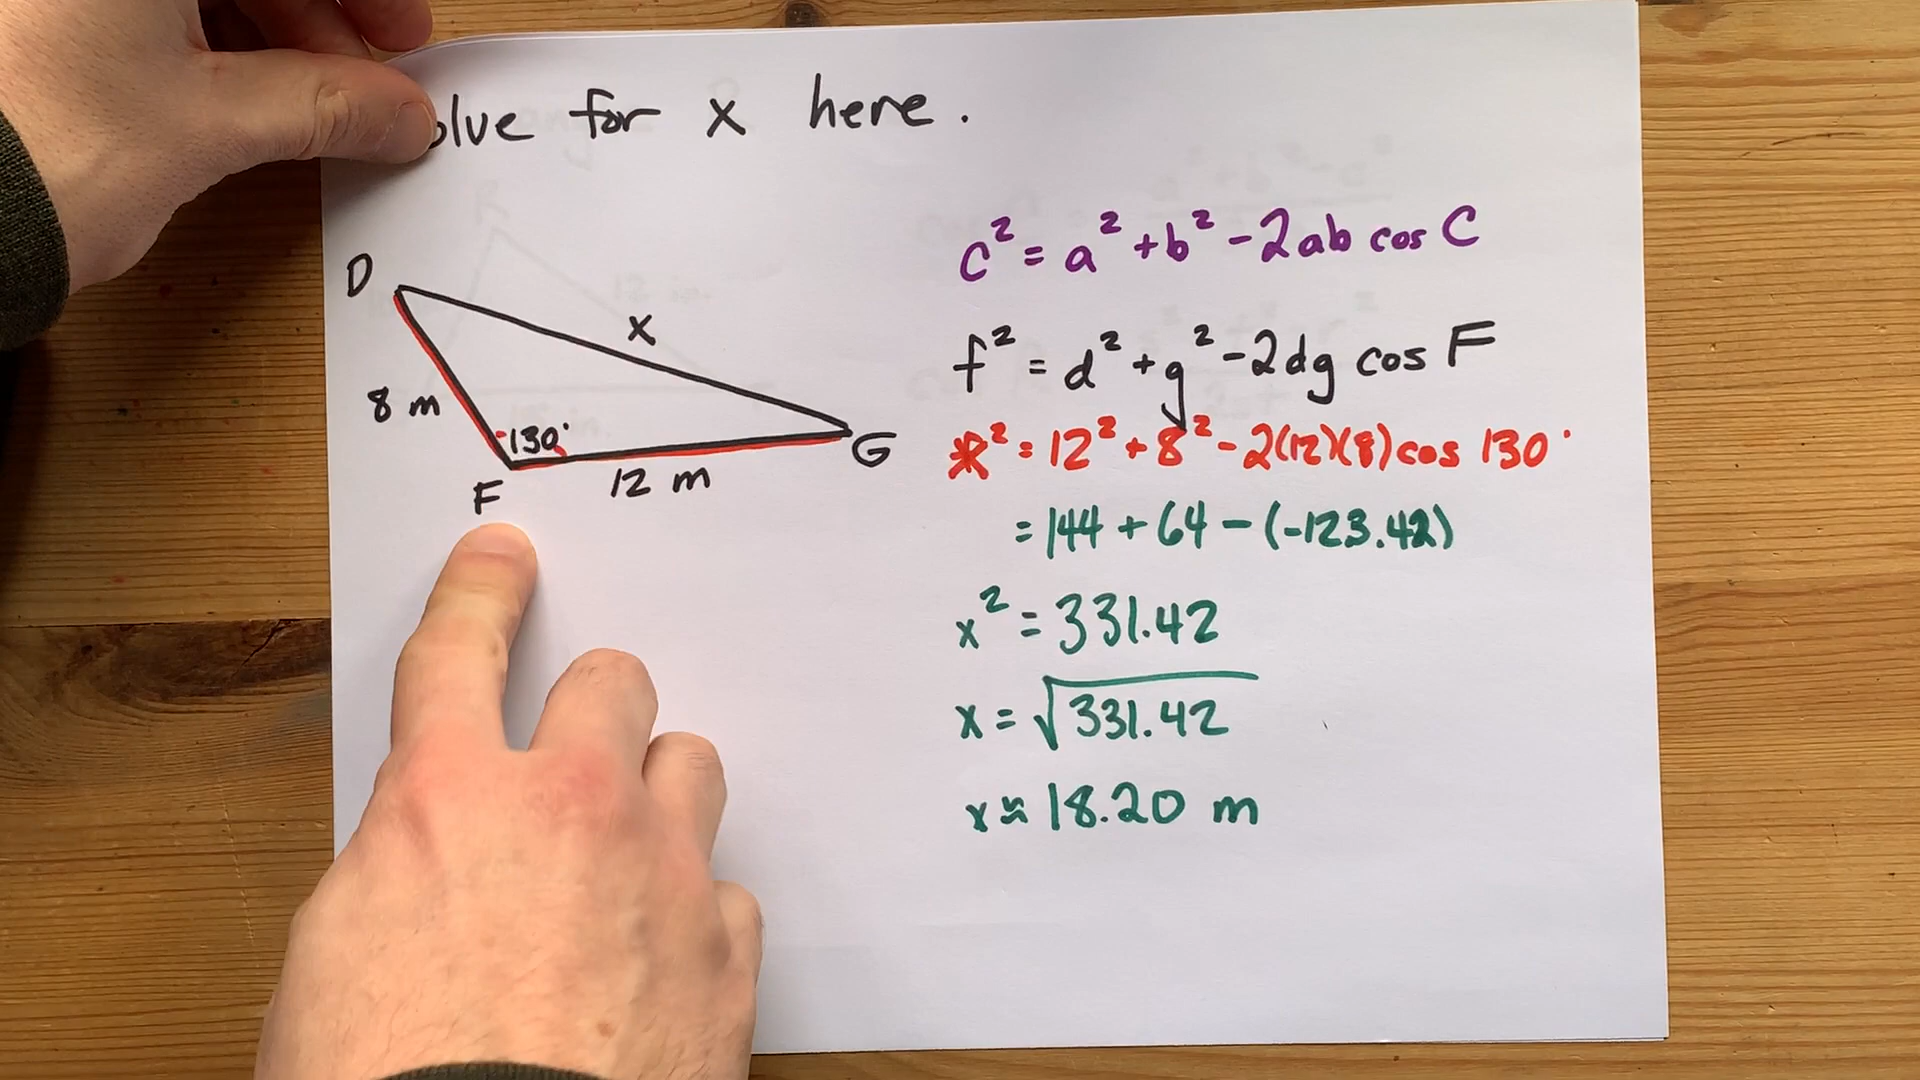 olve for x here.
D
x
8 m
130°
F
12 m
G
c² = a² + b² - 2ab cos C
f² = d² + g² - 2dg cos F
x² = 12² + 8² - 2(12)(8) cos 130°
= 144 + 64 - (-123.42)
x² = 331.42
x = √331.42
x ≈ 18.20 m